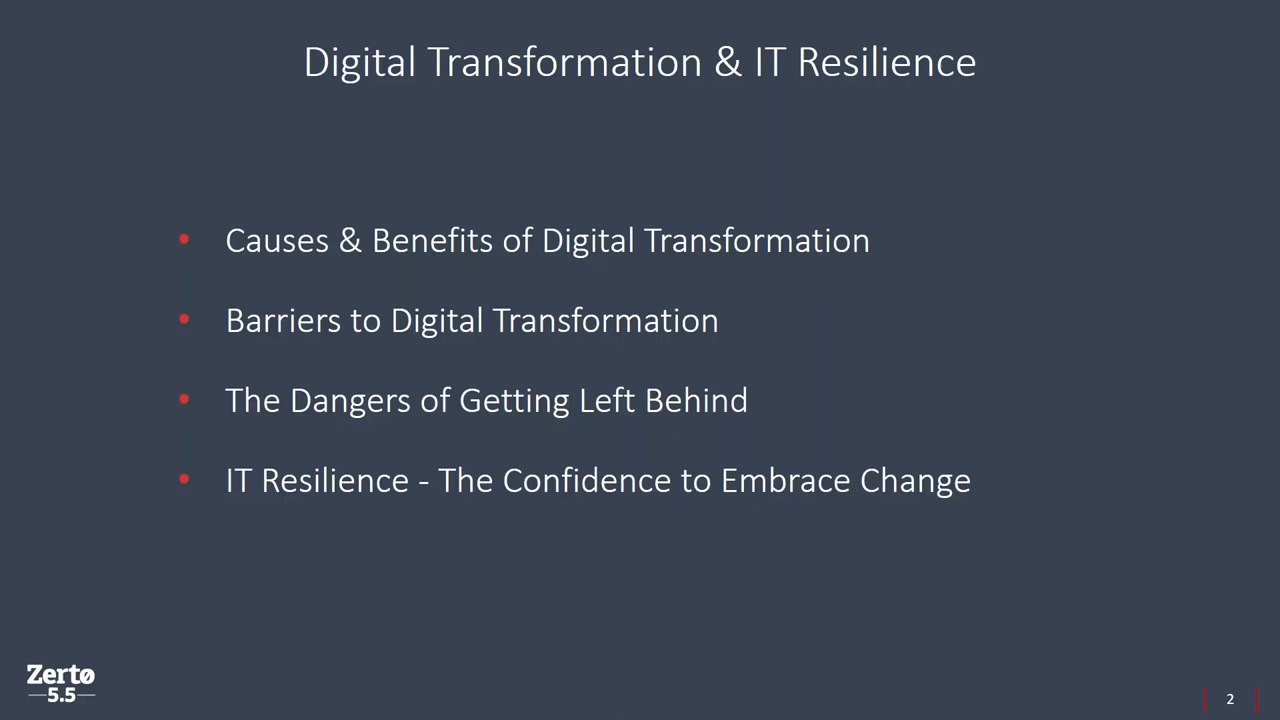 Digital Transformation & IT Resilience
• Causes & Benefits of Digital Transformation
• Barriers to Digital Transformation
• The Dangers of Getting Left Behind
• IT Resilience - The Confidence to Embrace Change
Zertø
5.5
2